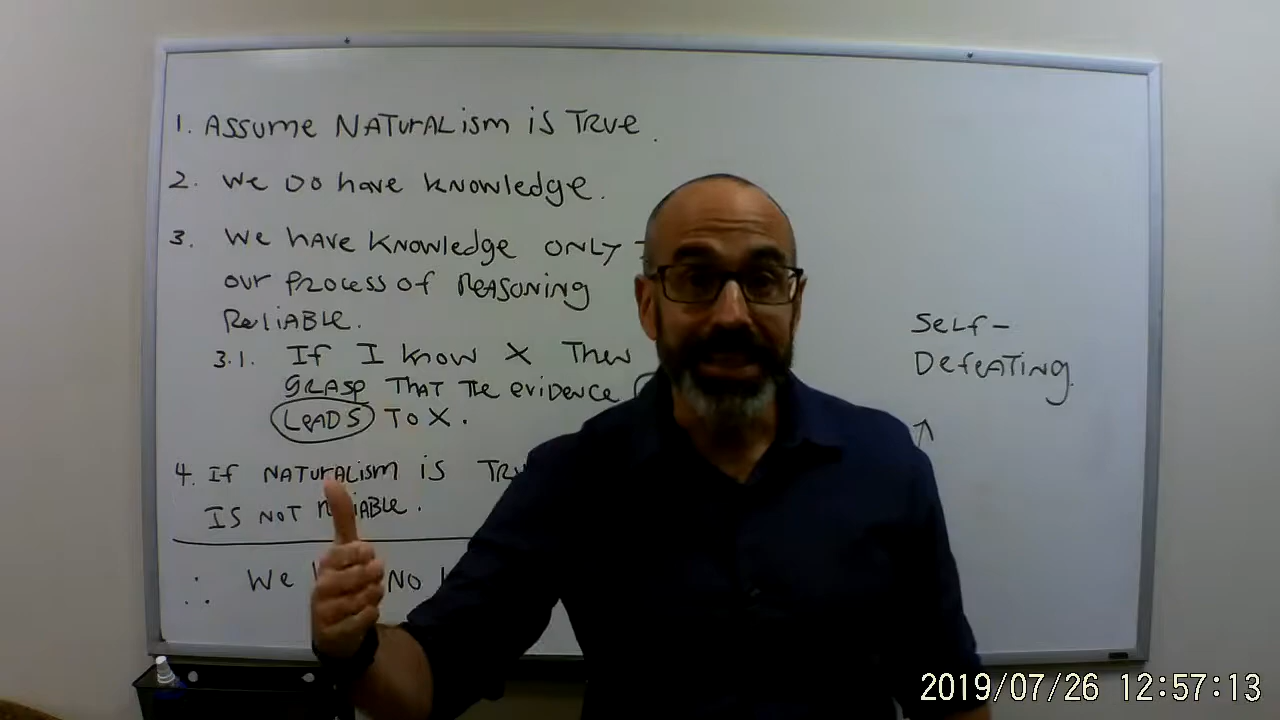 1. ASSUME NATURALISM IS TRUE.
2. WE DO HAVE KNOWLEDGE.
3. WE HAVE KNOWLEDGE ONLY
OUR PROCESS OF REASONING
RELIABLE.
3.1. IF I KNOW X THEN
GRASP THAT THE EVIDENCE
LEADS TO X.
4. IF NATURALISM IS
IS NOT RELIABLE.
∴ WE NO
SELF-
DEFEATING.
↑
2019/07/26 12:57:13